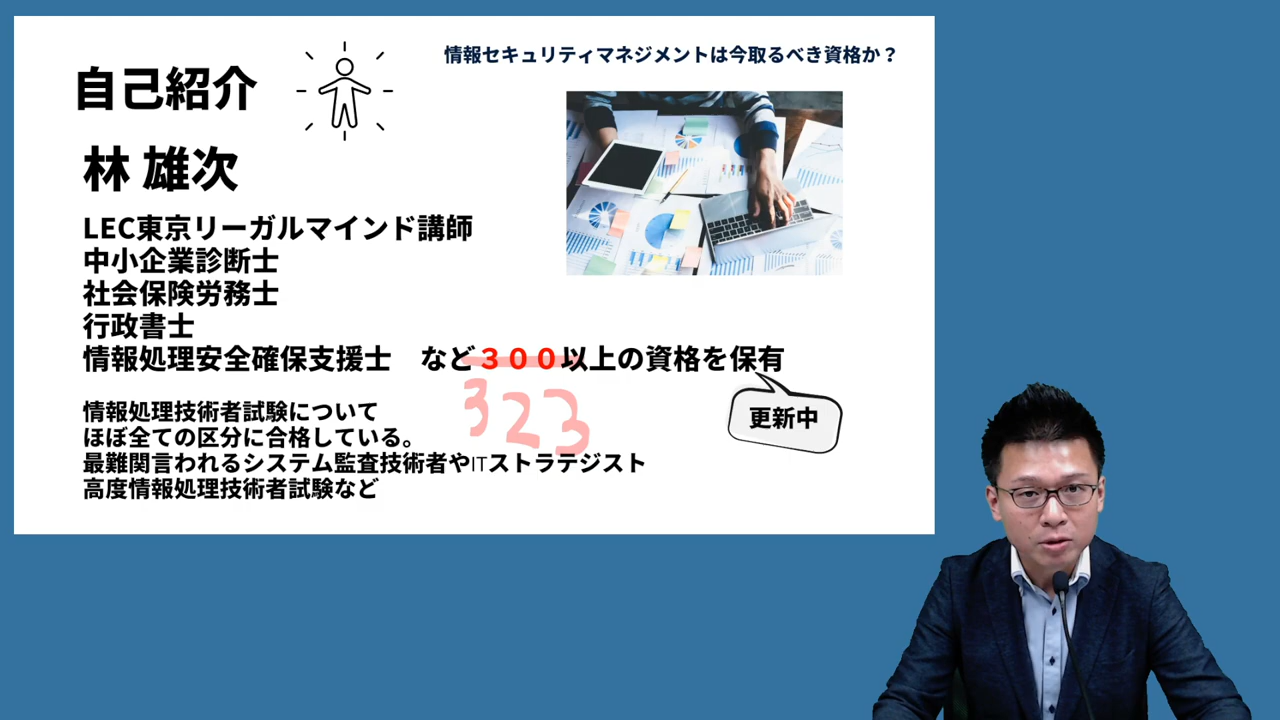 情報セキュリティマネジメントは今取るべき資格か？
自己紹介
林 雄次
LEC東京リーガルマインド講師
中小企業診断士
社会保険労務士
行政書士
情報処理安全確保支援士　など３００以上の資格を保有
323
更新中
情報処理技術者試験について
ほぼ全ての区分に合格している。
最難関言われるシステム監査技術者やITストラテジスト
高度情報処理技術者試験など